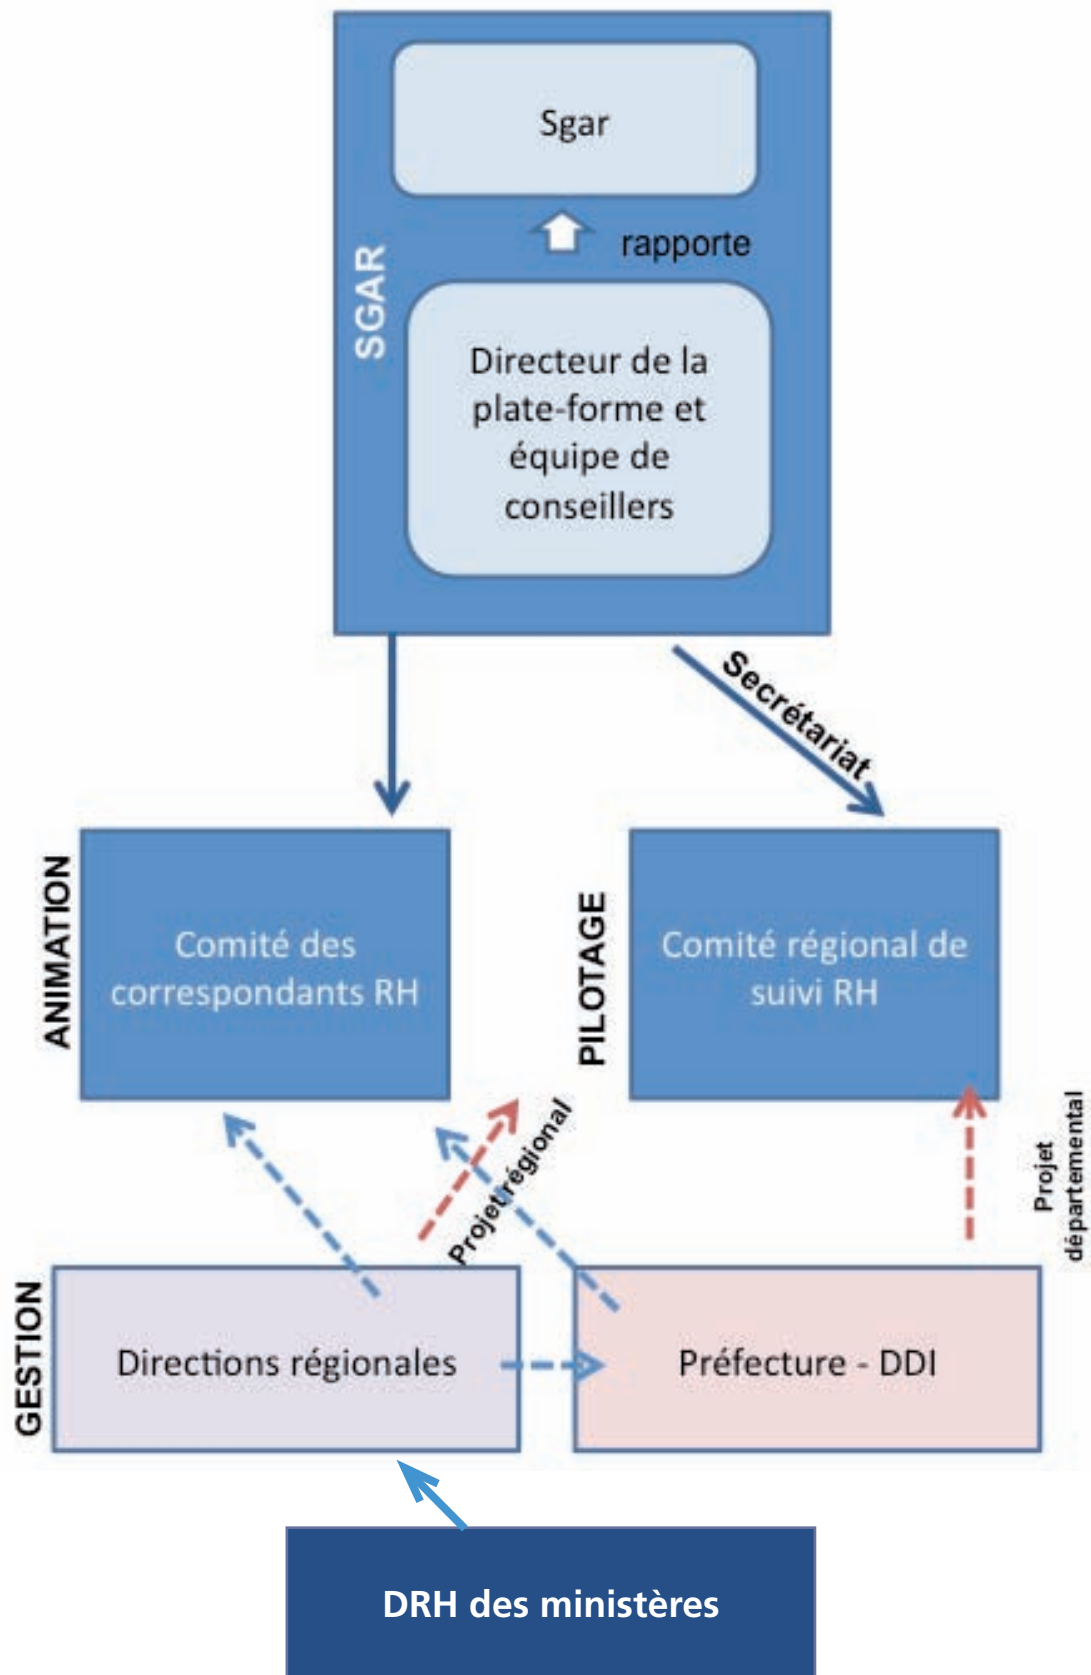 Sgar
rapporte
SGAR
Directeur de la
plate-forme et
équipe de
conseillers
Secrétariat
ANIMATION
Comité des
correspondants RH
PILOTAGE
Comité régional de
suivi RH
Projet régional
Projet
départemental
GESTION
Directions régionales
Préfecture - DDI
DRH des ministères